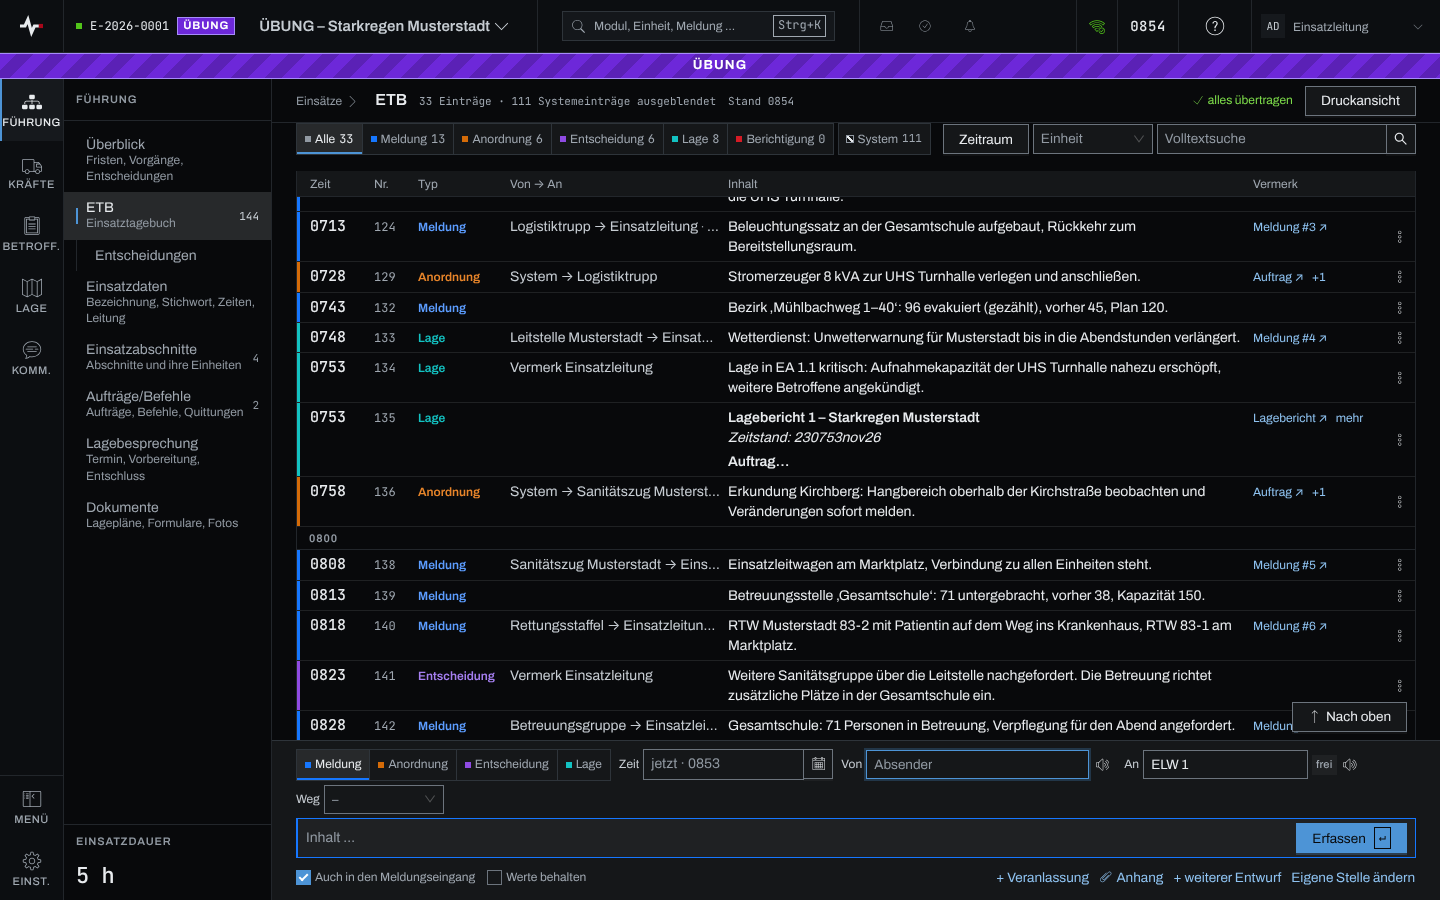 E-2026-0001 ÜBUNG ÜBUNG – Starkregen Musterstadt Modul, Einheit, Meldung ... Strg+K 0854 AD Einsatzleitung
ÜBUNG
FÜHRUNG
KRÄFTE
BETROFF.
LAGE
KOMM.
MENÜ
EINST.
FÜHRUNG
Überblick
Fristen, Vorgänge,
Entscheidungen
ETB
Einsatztagebuch 144
Entscheidungen
Einsatzdaten
Bezeichnung, Stichwort, Zeiten,
Leitung
Einsatzabschnitte
Abschnitte und ihre Einheiten 4
Aufträge/Befehle
Aufträge, Befehle, Quittungen 2
Lagebesprechung
Termin, Vorbereitung,
Entschluss
Dokumente
Lagepläne, Formulare, Fotos
EINSATZDAUER
5 h
Einsätze ETB 33 Einträge · 111 Systemeinträge ausgeblendet Stand 0854 alles übertragen Druckansicht
Alle 33 Meldung 13 Anordnung 6 Entscheidung 6 Lage 8 Berichtigung 0 System 111 Zeitraum Einheit Volltextsuche
Zeit Nr. Typ Von → An Inhalt Vermerk
die UHS Turnhalle.
0713 124 Meldung Logistiktrupp → Einsatzleitung · ... Beleuchtungssatz an der Gesamtschule aufgebaut, Rückkehr zum Meldung #3 ↗
Bereitstellungsraum.
0728 129 Anordnung System → Logistiktrupp Stromerzeuger 8 kVA zur UHS Turnhalle verlegen und anschließen. Auftrag ↗ +1
0743 132 Meldung Bezirk ‚Mühlbachweg 1–40‘: 96 evakuiert (gezählt), vorher 45, Plan 120.
0748 133 Lage Leitstelle Musterstadt → Einsat... Wetterdienst: Unwetterwarnung für Musterstadt bis in die Abendstunden verlängert. Meldung #4 ↗
0753 134 Lage Vermerk Einsatzleitung Lage in EA 1.1 kritisch: Aufnahmekapazität der UHS Turnhalle nahezu erschöpft,
weitere Betroffene angekündigt.
0753 135 Lage Lagebericht 1 – Starkregen Musterstadt Lagebericht ↗ mehr
Zeitstand: 230753nov26
Auftrag...
0758 136 Anordnung System → Sanitätszug Musterst... Erkundung Kirchberg: Hangbereich oberhalb der Kirchstraße beobachten und Auftrag ↗ +1
Veränderungen sofort melden.
0800
0808 138 Meldung Sanitätszug Musterstadt → Eins... Einsatzleitwagen am Marktplatz, Verbindung zu allen Einheiten steht. Meldung #5 ↗
0813 139 Meldung Betreuungsstelle ‚Gesamtschule‘: 71 untergebracht, vorher 38, Kapazität 150.
0818 140 Meldung Rettungsstaffel → Einsatzleitun... RTW Musterstadt 83-2 mit Patientin auf dem Weg ins Krankenhaus, RTW 83-1 am Meldung #6 ↗
Marktplatz.
0823 141 Entscheidung Vermerk Einsatzleitung Weitere Sanitätsgruppe über die Leitstelle nachgefordert. Die Betreuung richtet
zusätzliche Plätze in der Gesamtschule ein.
0828 142 Meldung Betreuungsgruppe → Einsatzlei... Gesamtschule: 71 Personen in Betreuung, Verpflegung für den Abend angefordert. Meldun
↑ Nach oben
Meldung Anordnung Entscheidung Lage Zeit jetzt · 0853 Von Absender An ELW 1 frei
Weg –
Inhalt ... Erfassen ↵
Auch in den Meldungseingang Werte behalten + Veranlassung Anhang + weiterer Entwurf Eigene Stelle ändern